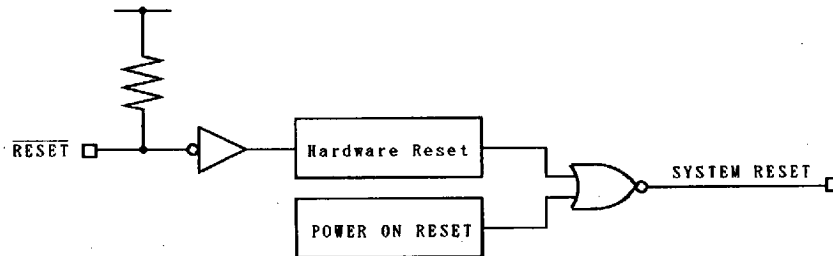 RESET
Hardware Reset
SYSTEM RESET
POWER ON RESET